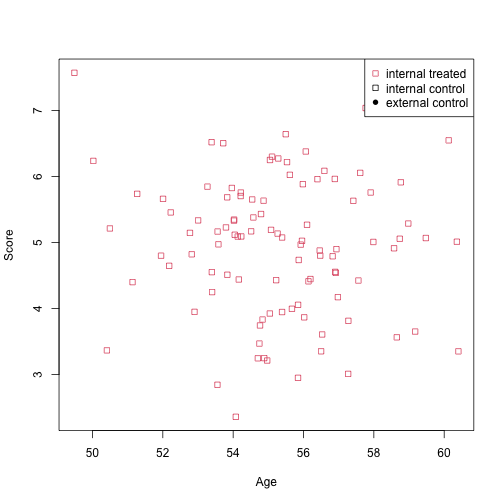 internal treated
internal control
external control
7
6
5
4
3
Score
50
52
54
56
58
60
Age